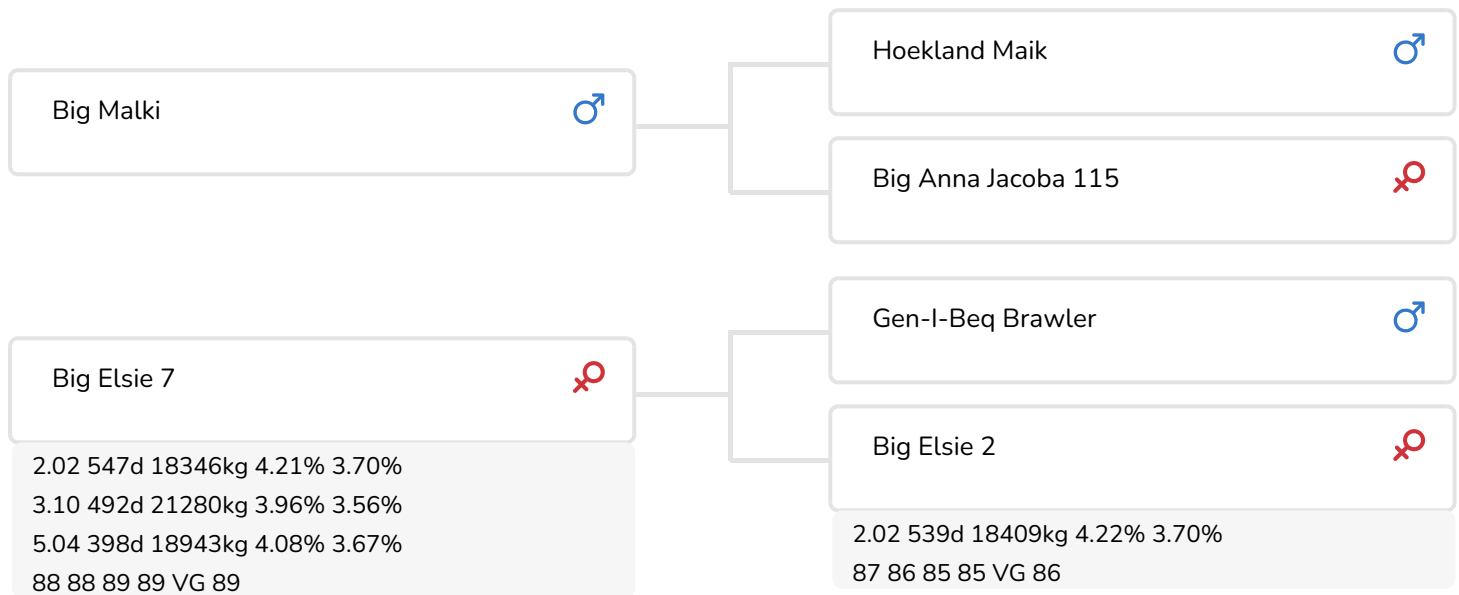 Big Malki
Hoekland Maik
Big Anna Jacoba 115
Big Elsie 7
2.02 547d 18346kg 4.21% 3.70%
3.10 492d 21280kg 3.96% 3.56%
5.04 398d 18943kg 4.08% 3.67%
88 88 89 89 VG 89
Gen-I-Beq Brawler
Big Elsie 2
2.02 539d 18409kg 4.22% 3.70%
87 86 85 85 VG 86